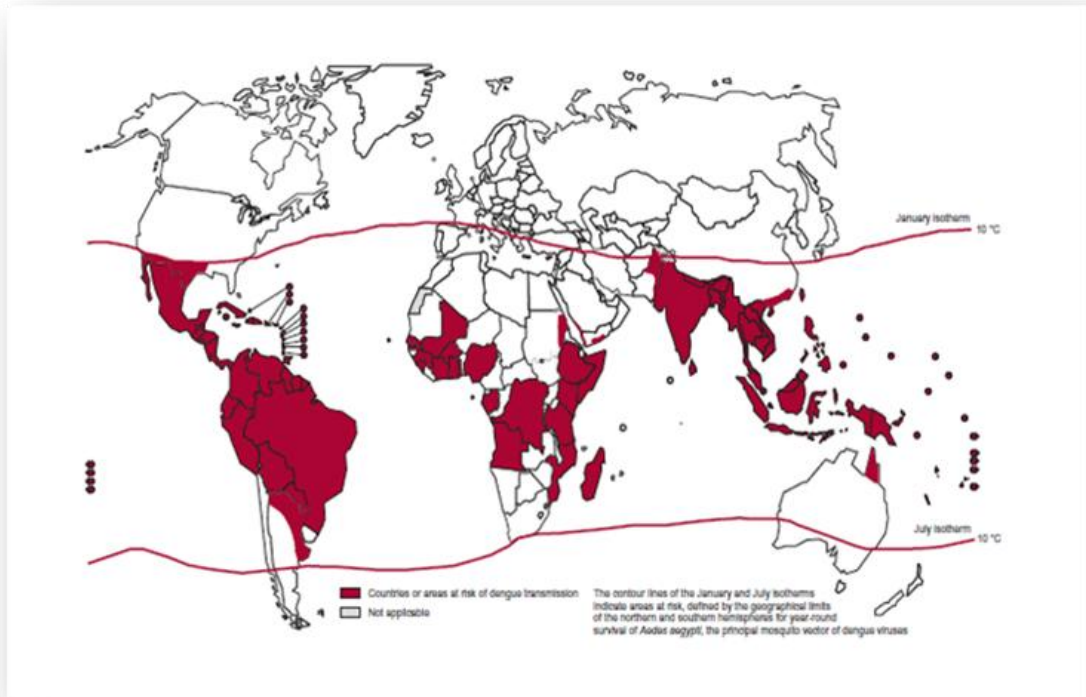 January isotherm
10 °C
July isotherm
10 °C
Countries or areas at risk of dengue transmission
Not applicable
The contour lines of the January and July isotherms
indicate areas at risk, defined by the geographical limits
of the northern and southern hemispheres for year-round
survival of Aedes aegypti, the principal mosquito vector of dengue viruses